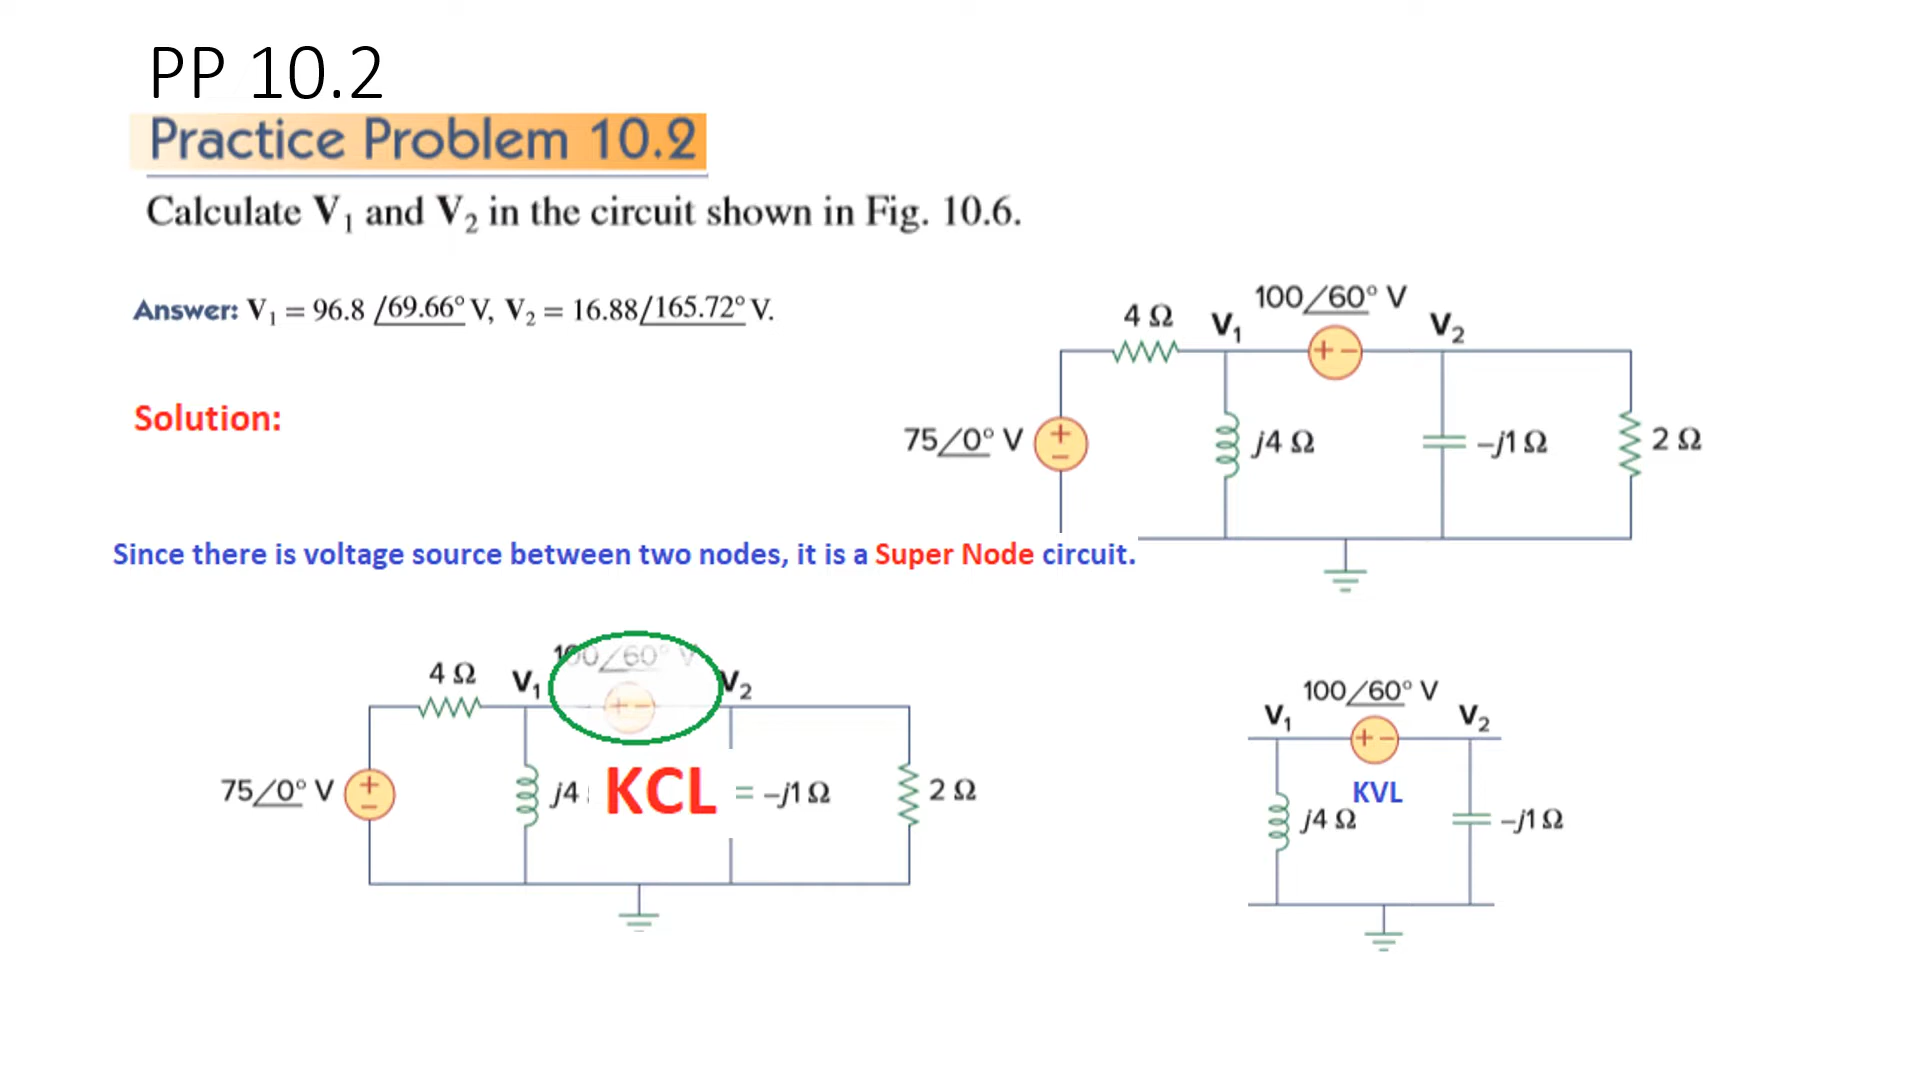 PP 10.2
Practice Problem 10.2
Calculate V₁ and V₂ in the circuit shown in Fig. 10.6.
Answer: V₁ = 96.8 /69.66° V, V₂ = 16.88/165.72° V.
Solution:
4 Ω V₁ 100/60° V V₂
+ −
75/0° V + − j4 Ω −j1 Ω 2 Ω
Since there is voltage source between two nodes, it is a Super Node circuit.
4 Ω V₁ 100/60° V V₂
+ −
75/0° V + − j4 KCL = −j1 Ω 2 Ω
V₁ 100/60° V V₂
+ −
KVL
j4 Ω −j1 Ω